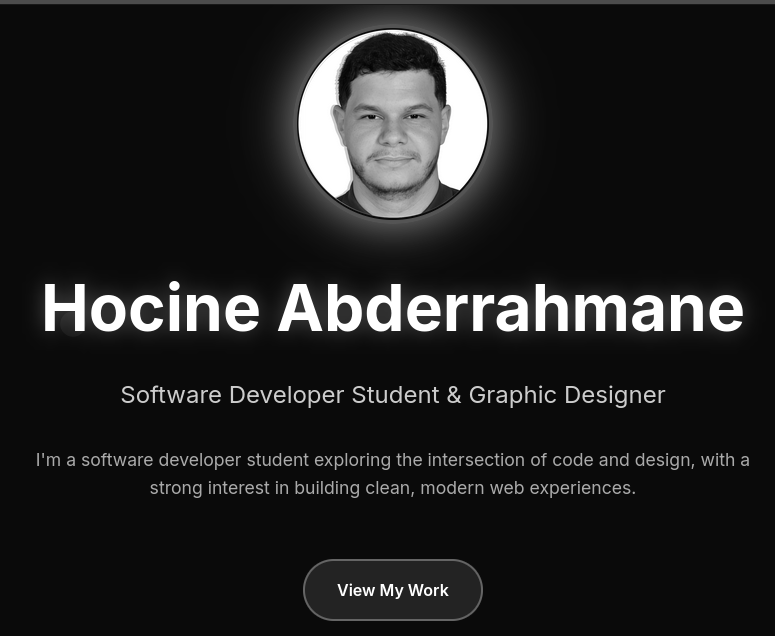 Hocine Abderrahmane
Software Developer Student & Graphic Designer
I'm a software developer student exploring the intersection of code and design, with a
strong interest in building clean, modern web experiences.
View My Work